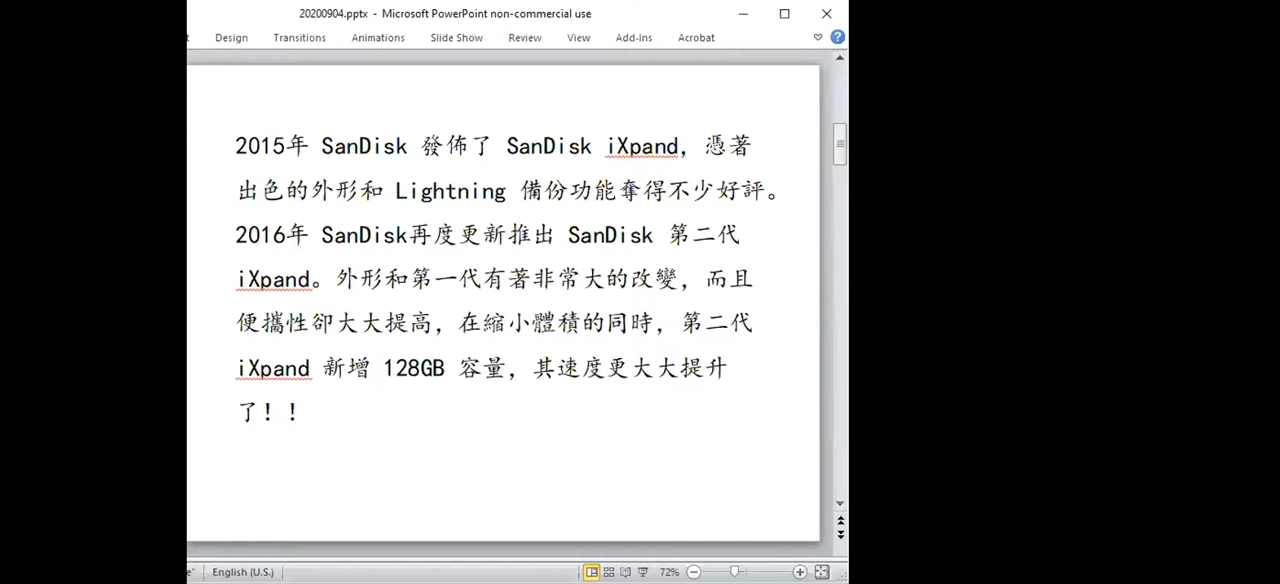 20200904.pptx - Microsoft PowerPoint non-commercial use
Design Transitions Animations Slide Show Review View Add-Ins Acrobat
2015年 SanDisk 發佈了 SanDisk iXpand，憑著
出色的外形和 Lightning 備份功能奪得不少好評。
2016年 SanDisk再度更新推出 SanDisk 第二代
iXpand。外形和第一代有著非常大的改變，而且
便攜性卻大大提高，在縮小體積的同時，第二代
iXpand 新增 128GB 容量，其速度更大大提升
了！！
English (U.S.) 72%